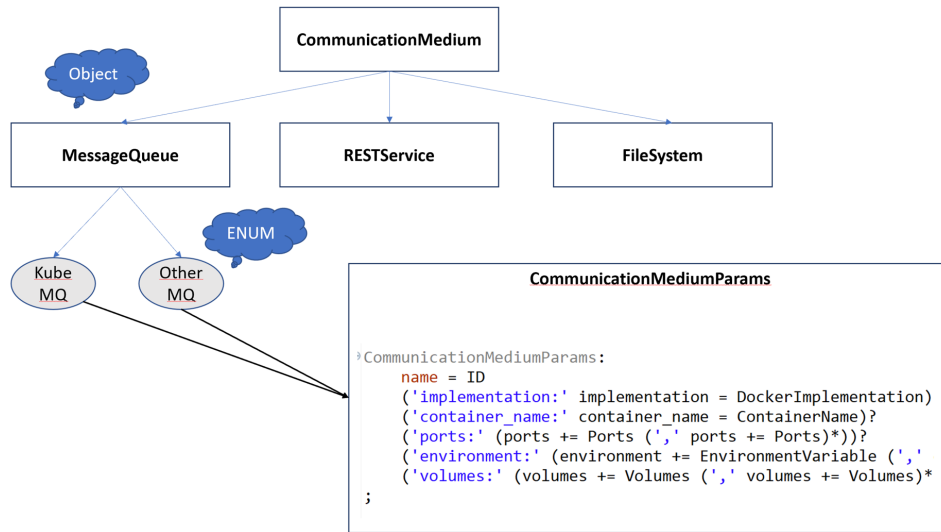 CommunicationMedium
Object
MessageQueue
RESTService
FileSystem
ENUM
Kube
MQ
Other
MQ
CommunicationMediumParams
CommunicationMediumParams:
name = ID
('implementation:' implementation = DockerImplementation)
('container_name:' container_name = ContainerName)?
('ports:' (ports += Ports (',' ports += Ports)*))?
('environment:' (environment += EnvironmentVariable (','
('volumes:' (volumes += Volumes (',' volumes += Volumes)*
;